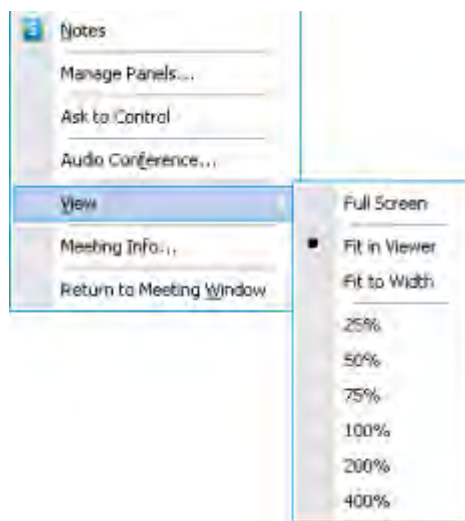 Notes
Manage Panels...
Ask to Control
Audio Conference...
View
Meeting Info...
Return to Meeting Window
Full Screen
Fit in Viewer
Fit to Width
25%
50%
75%
100%
200%
400%